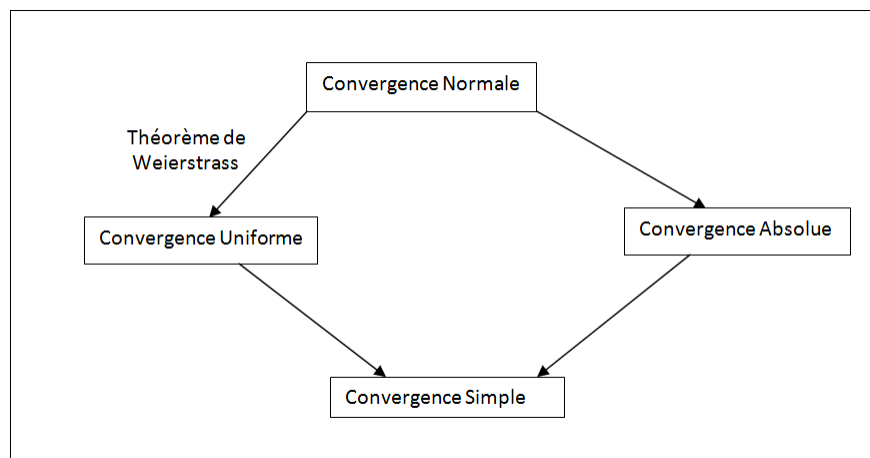 Convergence Normale
Théorème de
Weierstrass
Convergence Uniforme
Convergence Absolue
Convergence Simple